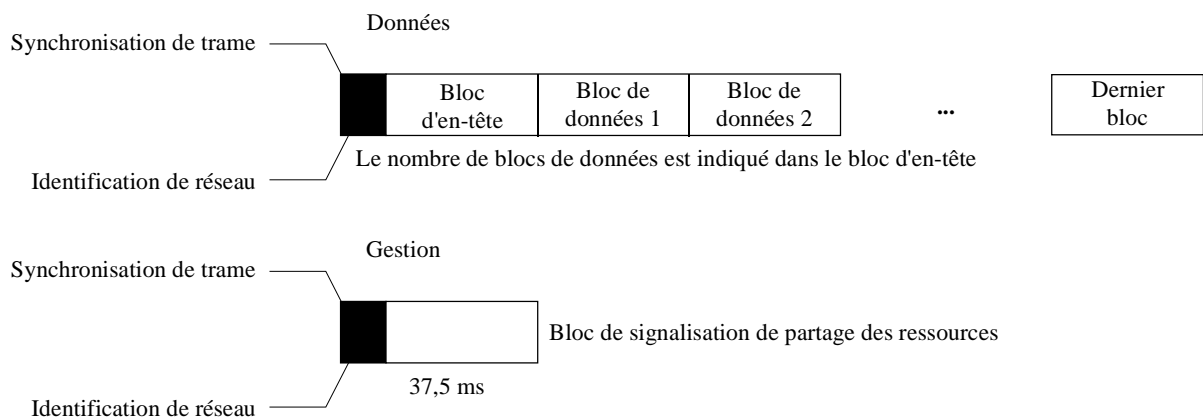 Données
Synchronisation de trame
Bloc
d'en-tête
Bloc de
données 1
Bloc de
données 2
...
Dernier
bloc
Le nombre de blocs de données est indiqué dans le bloc d'en-tête
Identification de réseau
Gestion
Synchronisation de trame
Bloc de signalisation de partage des ressources
37,5 ms
Identification de réseau